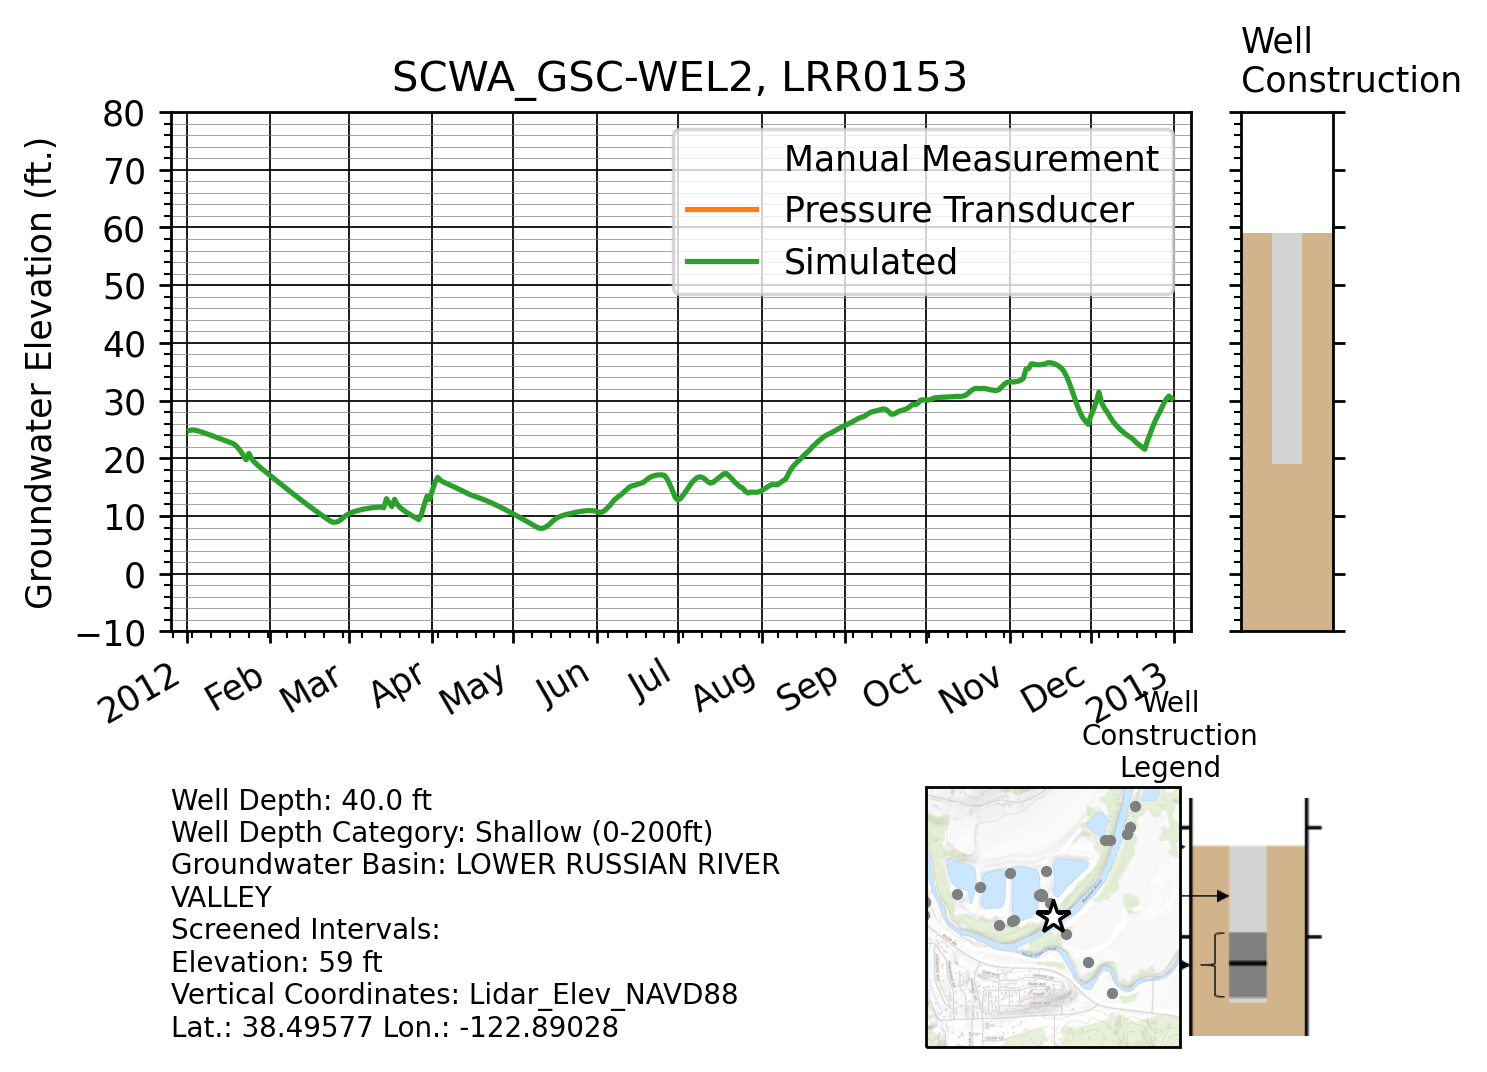 Well
Construction
SCWA_GSC-WEL2, LRR0153
Groundwater Elevation (ft.)
80
70
60
50
40
30
20
10
0
−10
Manual Measurement
Pressure Transducer
Simulated
2012
Feb
Mar
Apr
May
Jun
Jul
Aug
Sep
Oct
Nov
Dec
2013
Well
Construction
Legend
Well Depth: 40.0 ft
Well Depth Category: Shallow (0-200ft)
Groundwater Basin: LOWER RUSSIAN RIVER
VALLEY
Screened Intervals:
Elevation: 59 ft
Vertical Coordinates: Lidar_Elev_NAVD88
Lat.: 38.49577 Lon.: -122.89028